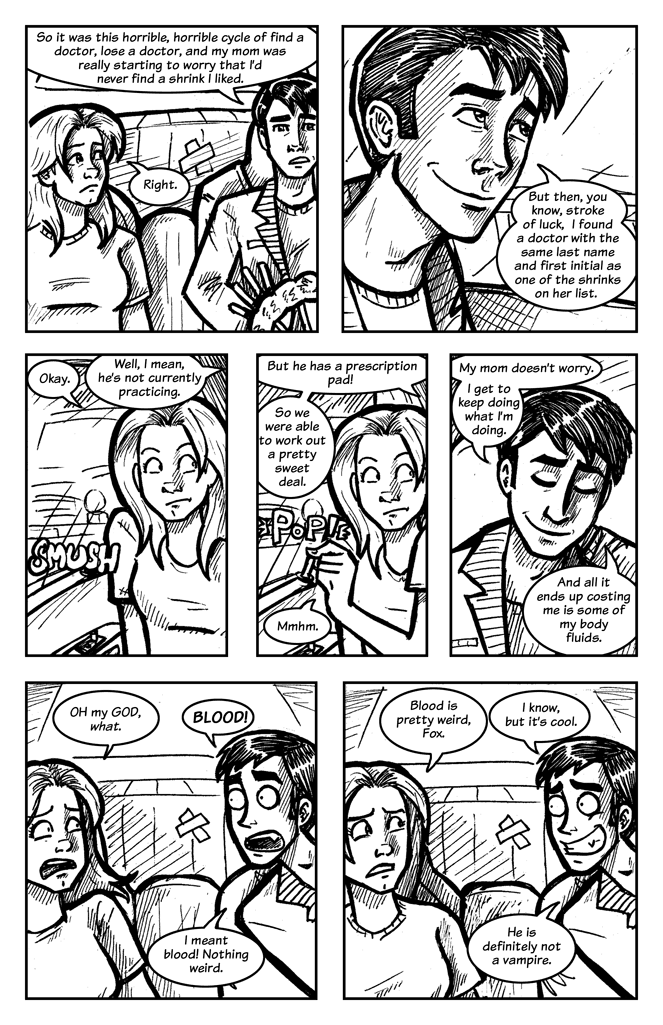 So it was this horrible, horrible cycle of find a
doctor, lose a doctor, and my mom was
really starting to worry that I'd
never find a shrink I liked.
Right.
But then, you
know, stroke
of luck, I found
a doctor with the
same last name
and first initial as
one of the shrinks
on her list.
Okay.
Well, I mean,
he's not currently
practicing.
SMUSH
But he has a prescription
pad!
So we
were able
to work out
a pretty
sweet
deal.
POP
Mmhm.
My mom doesn't worry.
I get to
keep doing
what I'm
doing.
And all it
ends up costing
me is some of
my body
fluids.
OH my GOD,
what.
BLOOD!
I meant
blood! Nothing
weird.
Blood is
pretty weird,
Fox.
I know,
but it's cool.
He is
definitely not
a vampire.